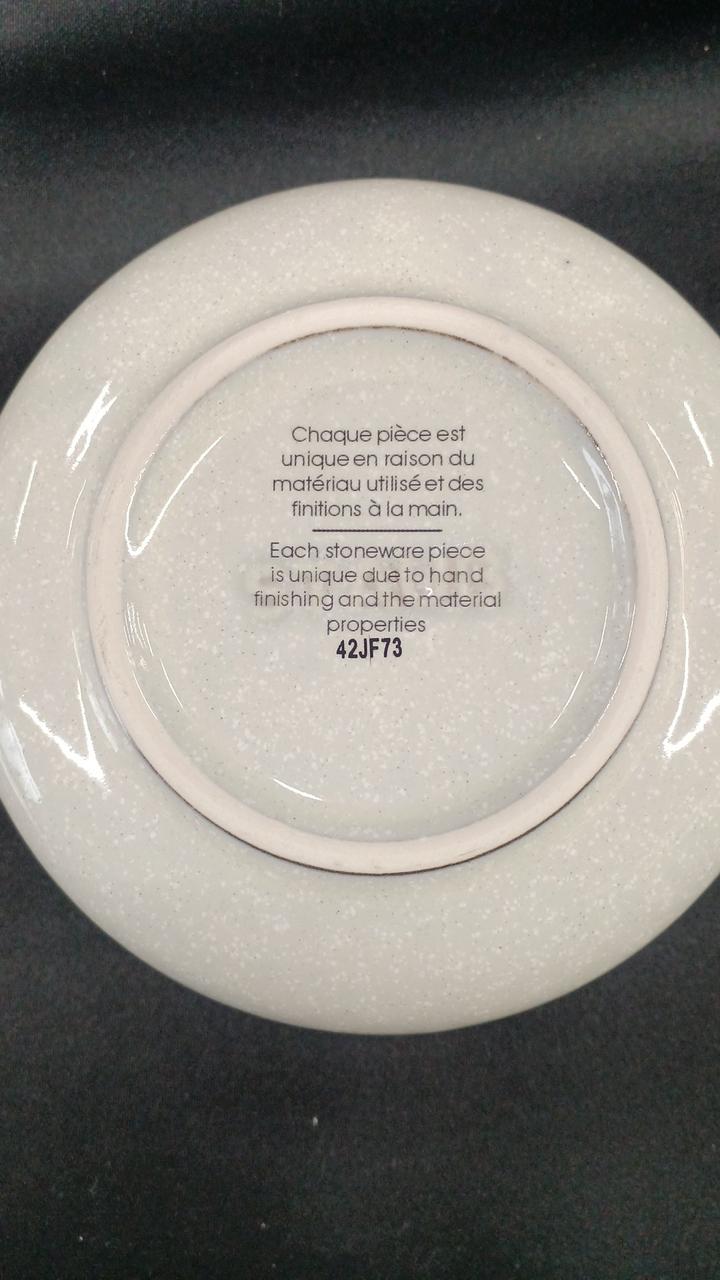 Chaque pièce est
unique en raison du
matériau utilisé et des
finitions à la main.
Each stoneware piece
is unique due to hand
finishing and the material
properties
42JF73